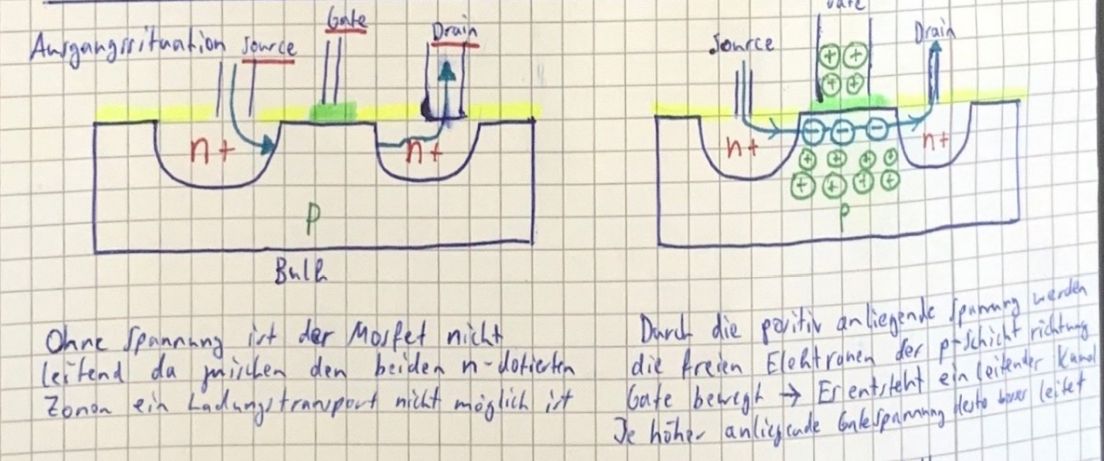 Ausgangssituation
Source
Gate
Drain
n+
n+
p
Bulk
Ohne Spannung ist der Mosfet nicht
leitend da zwischen den beiden n-dotierten
Zonen ein Ladungstransport nicht möglich ist
Source
Gate
Drain
+ +
+ +
n+
- - -
n+
+ + + +
+ + + +
p
Durch die positiv anliegende Spannung werden
die freien Elektronen der p-Schicht richtung
Gate bewegt → Es entsteht ein leitender Kanal
Je höher anliegende Gatespannung desto besser leitet